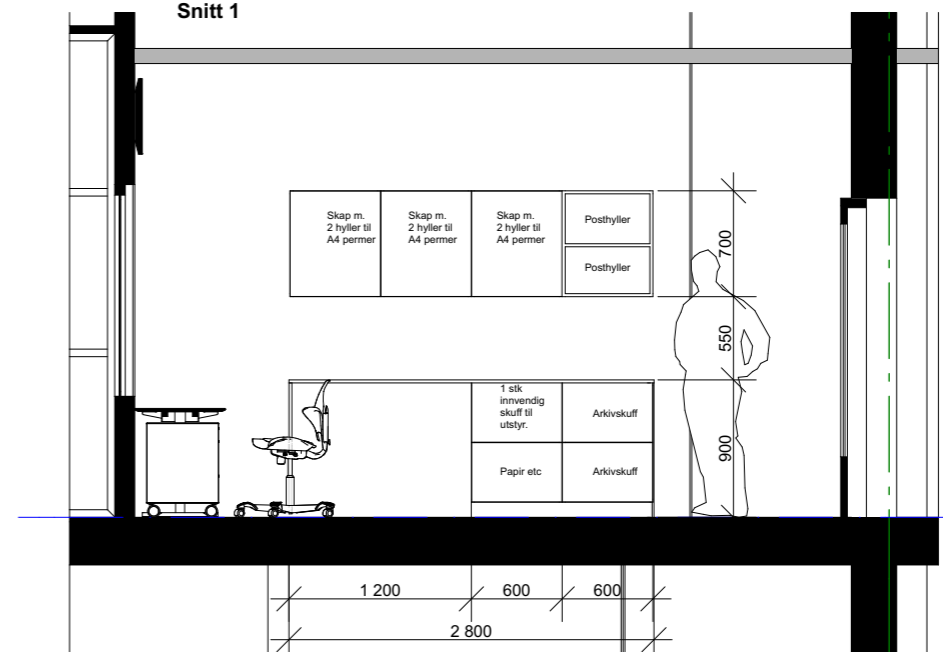 Snitt 1
Skap m.
2 hyller til
A4 permer
Skap m.
2 hyller til
A4 permer
Skap m.
2 hyller til
A4 permer
Posthyller
Posthyller
700
550
900
1 stk
innvendig
skuff til
utstyr.
Arkivskuff
Papir etc
Arkivskuff
1 200
600
600
2 800